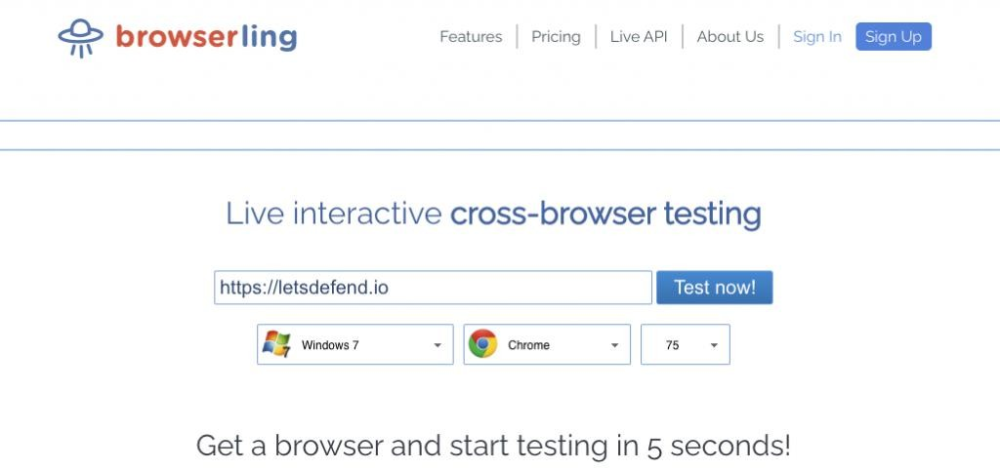 browserling Features Pricing Live API About Us Sign In Sign Up
Live interactive cross-browser testing
https://letsdefend.io Test now!
7 Windows 7 Chrome 75
Get a browser and start testing in 5 seconds!